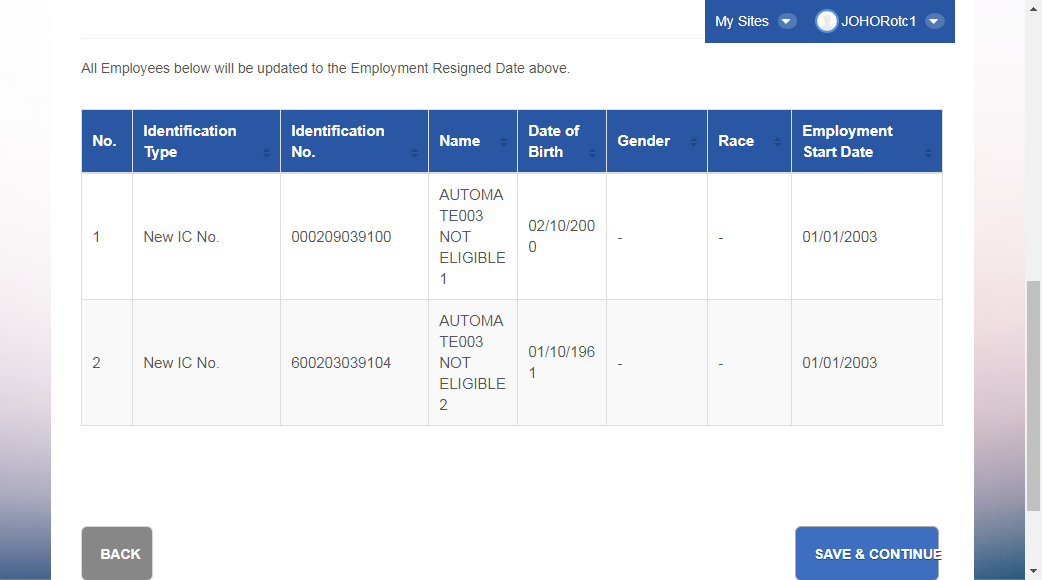 My Sites JOHORotc1
All Employees below will be updated to the Employment Resigned Date above.
No. Identification Type Identification No. Name Date of Birth Gender Race Employment Start Date
1 New IC No. 000209039100 AUTOMATE003 NOT ELIGIBLE 1 02/10/2000 - - 01/01/2003
2 New IC No. 600203039104 AUTOMATE003 NOT ELIGIBLE 2 01/10/1961 - - 01/01/2003
BACK SAVE & CONTINUE